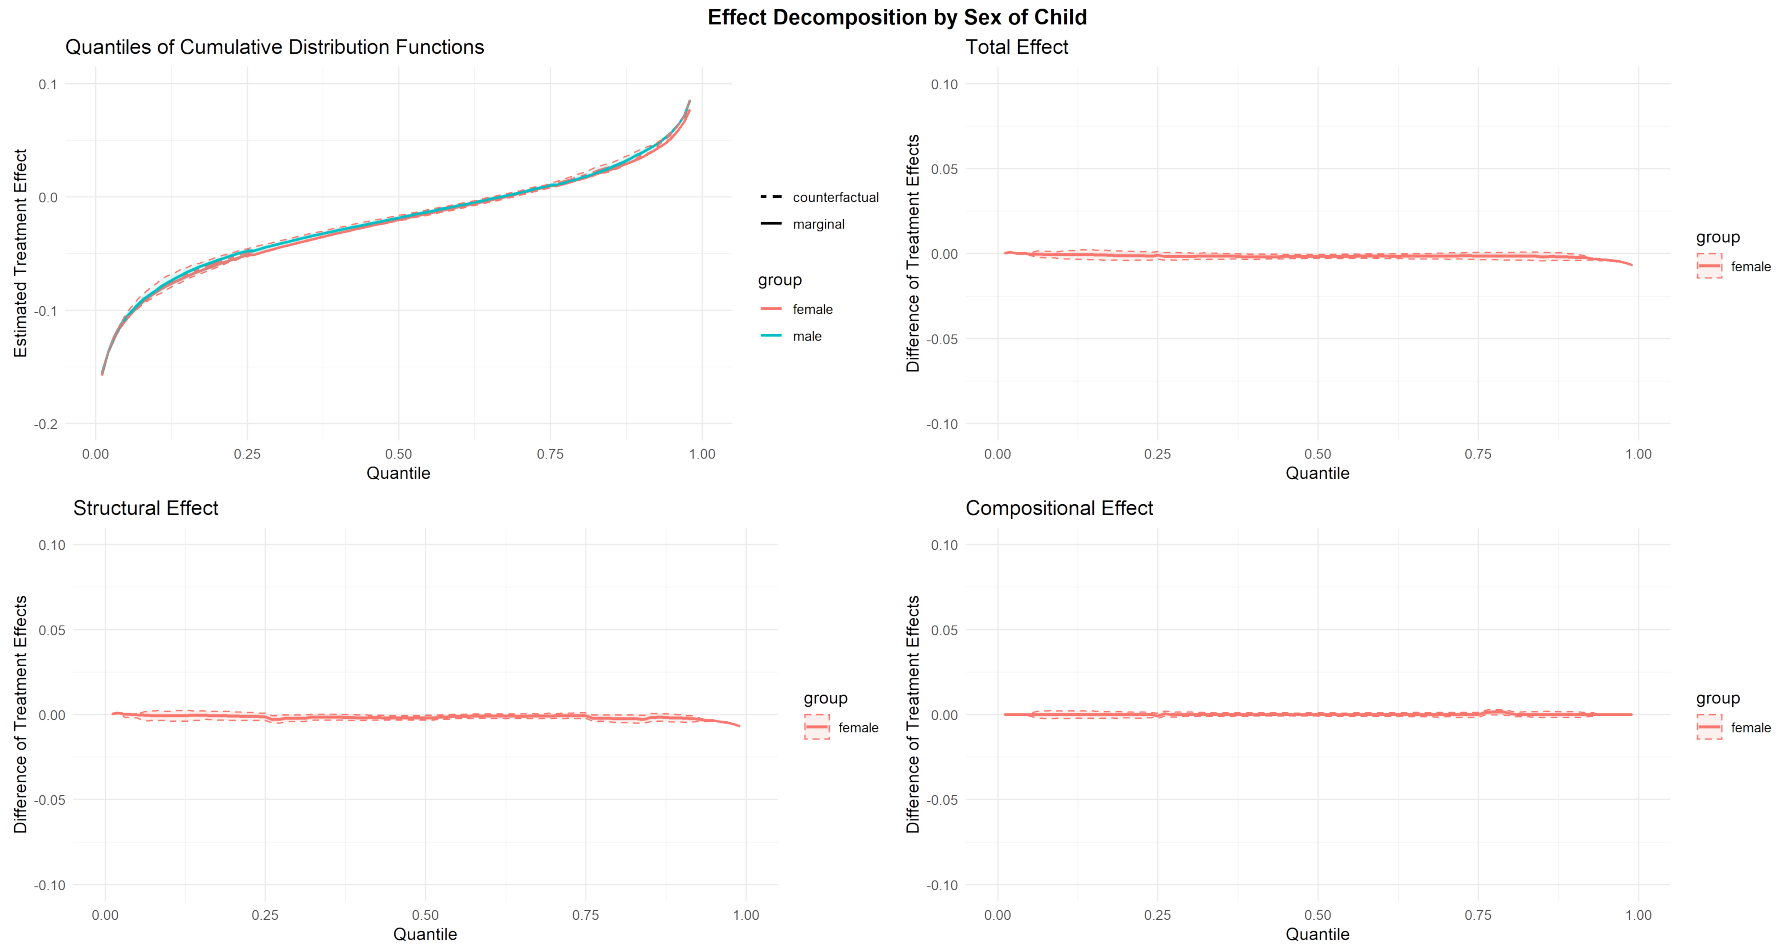 Effect Decomposition by Sex of Child
Quantiles of Cumulative Distribution Functions
Estimated Treatment Effect
0.1
0.0
-0.1
-0.2
0.00 0.25 0.50 0.75 1.00
Quantile
counterfactual
marginal
group
female
male
Total Effect
Difference of Treatment Effects
0.10
0.05
0.00
-0.05
-0.10
0.00 0.25 0.50 0.75 1.00
Quantile
group
female
Structural Effect
Difference of Treatment Effects
0.10
0.05
0.00
-0.05
-0.10
0.00 0.25 0.50 0.75 1.00
Quantile
group
female
Compositional Effect
Difference of Treatment Effects
0.10
0.05
0.00
-0.05
-0.10
0.00 0.25 0.50 0.75 1.00
Quantile
group
female